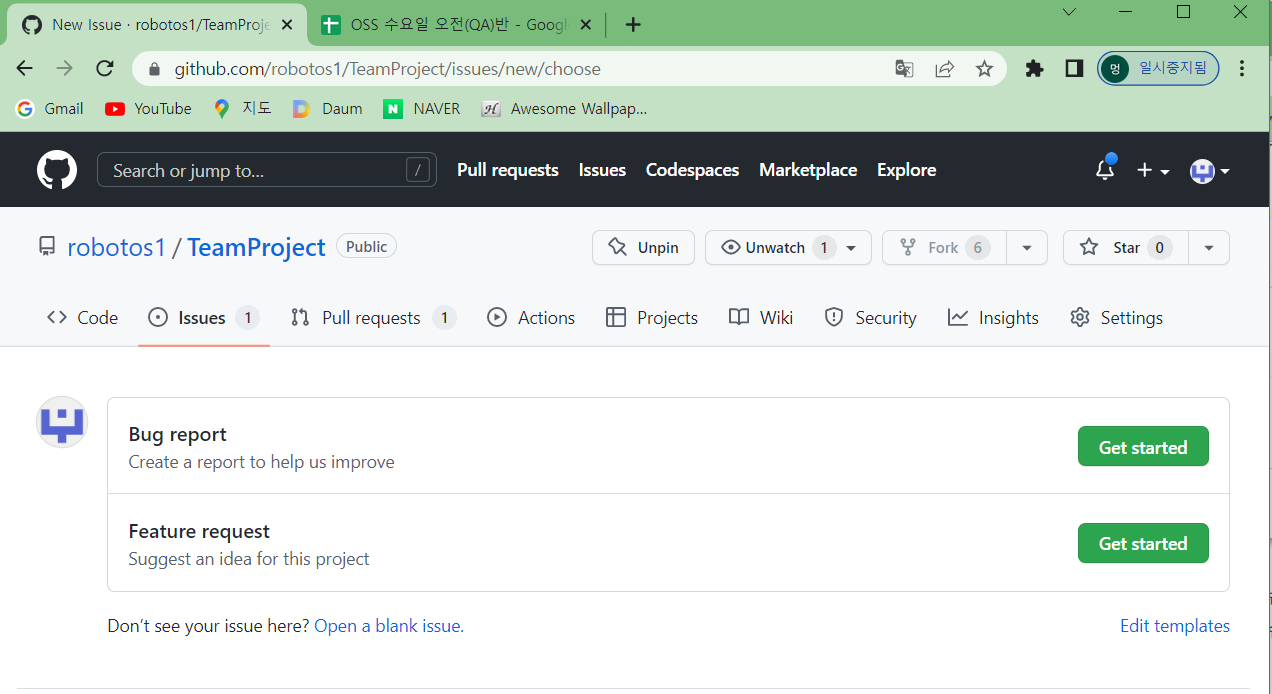 New Issue · robotos1/TeamProje
OSS 수요일 오전(QA)반 - Google
github.com/robotos1/TeamProject/issues/new/choose
멍 일시중지됨
Gmail YouTube 지도 Daum NAVER Awesome Wallpap...
Search or jump to... / Pull requests Issues Codespaces Marketplace Explore
robotos1 / TeamProject Public Unpin Unwatch 1 Fork 6 Star 0
Code Issues 1 Pull requests 1 Actions Projects Wiki Security Insights Settings
Bug report
Create a report to help us improve
Get started
Feature request
Suggest an idea for this project
Get started
Don’t see your issue here? Open a blank issue.
Edit templates